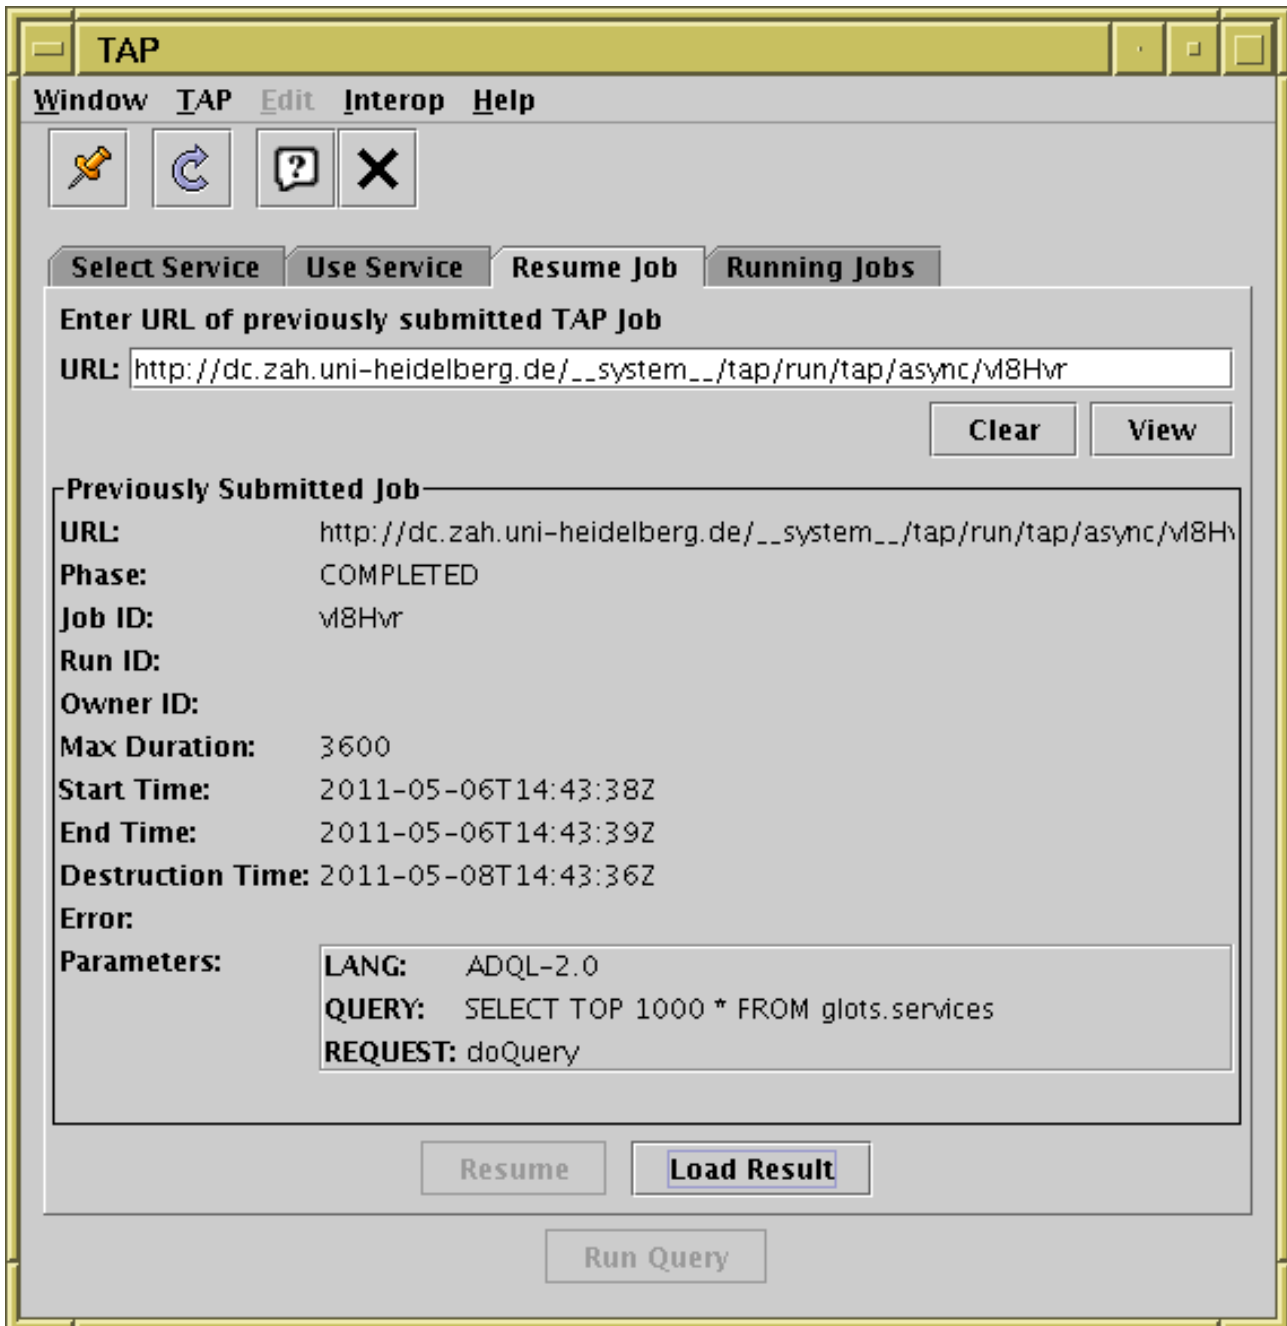 TAP
Window TAP Edit Interop Help
Select Service Use Service Resume Job Running Jobs
Enter URL of previously submitted TAP Job
URL: http://dc.zah.uni-heidelberg.de/__system__/tap/run/tap/async/vl8Hvr
Clear View
Previously Submitted Job
URL: http://dc.zah.uni-heidelberg.de/__system__/tap/run/tap/async/vl8Hv
Phase: COMPLETED
Job ID: vl8Hvr
Run ID:
Owner ID:
Max Duration: 3600
Start Time: 2011-05-06T14:43:38Z
End Time: 2011-05-06T14:43:39Z
Destruction Time: 2011-05-08T14:43:36Z
Error:
Parameters: LANG: ADQL-2.0
QUERY: SELECT TOP 1000 * FROM glots.services
REQUEST: doQuery
Resume Load Result
Run Query